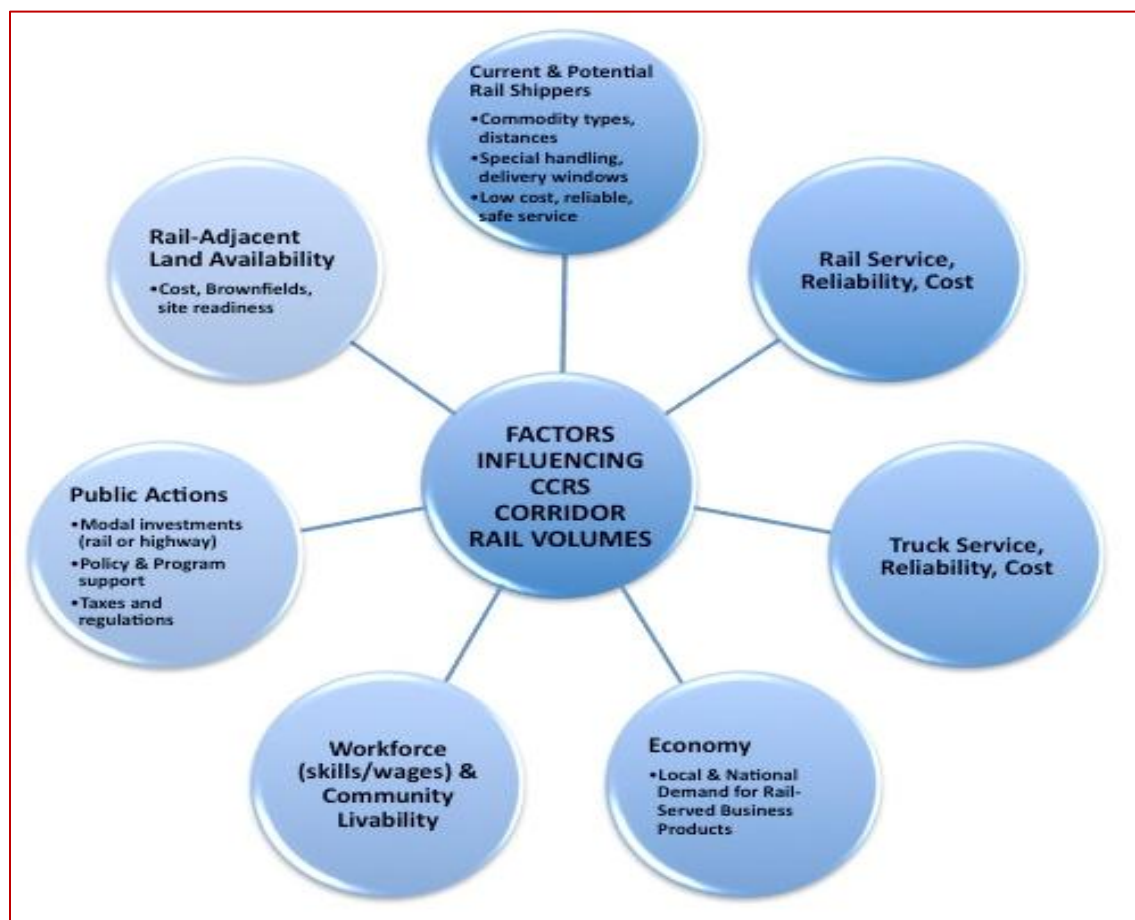 Current & Potential
Rail Shippers
•Commodity types,
distances
•Special handling,
delivery windows
•Low cost, reliable,
safe service
Rail Service,
Reliability, Cost
Truck Service,
Reliability, Cost
Economy
•Local & National
Demand for Rail-
Served Business
Products
Workforce
(skills/wages) &
Community
Livability
Public Actions
•Modal investments
(rail or highway)
•Policy & Program
support
•Taxes and
regulations
Rail-Adjacent
Land Availability
•Cost, Brownfields,
site readiness
FACTORS
INFLUENCING
CCRS
CORRIDOR
RAIL VOLUMES